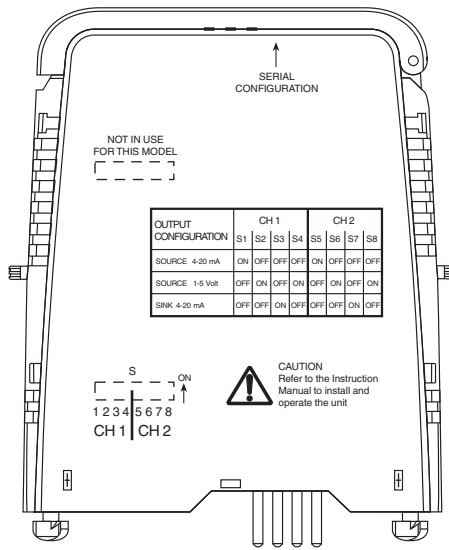 SERIAL
CONFIGURATION
NOT IN USE
FOR THIS MODEL
OUTPUT
CONFIGURATION
CH 1
CH 2
S1 S2 S3 S4 S5 S6 S7 S8
SOURCE 4-20 mA ON OFF OFF OFF ON OFF OFF OFF
SOURCE 1-5 Volt OFF ON OFF ON OFF ON OFF ON
SINK 4-20 mA OFF OFF ON OFF OFF OFF ON OFF
S
ON
1 2 3 4 5 6 7 8
CH 1 CH 2
CAUTION
Refer to the Instruction
Manual to install and
operate the unit